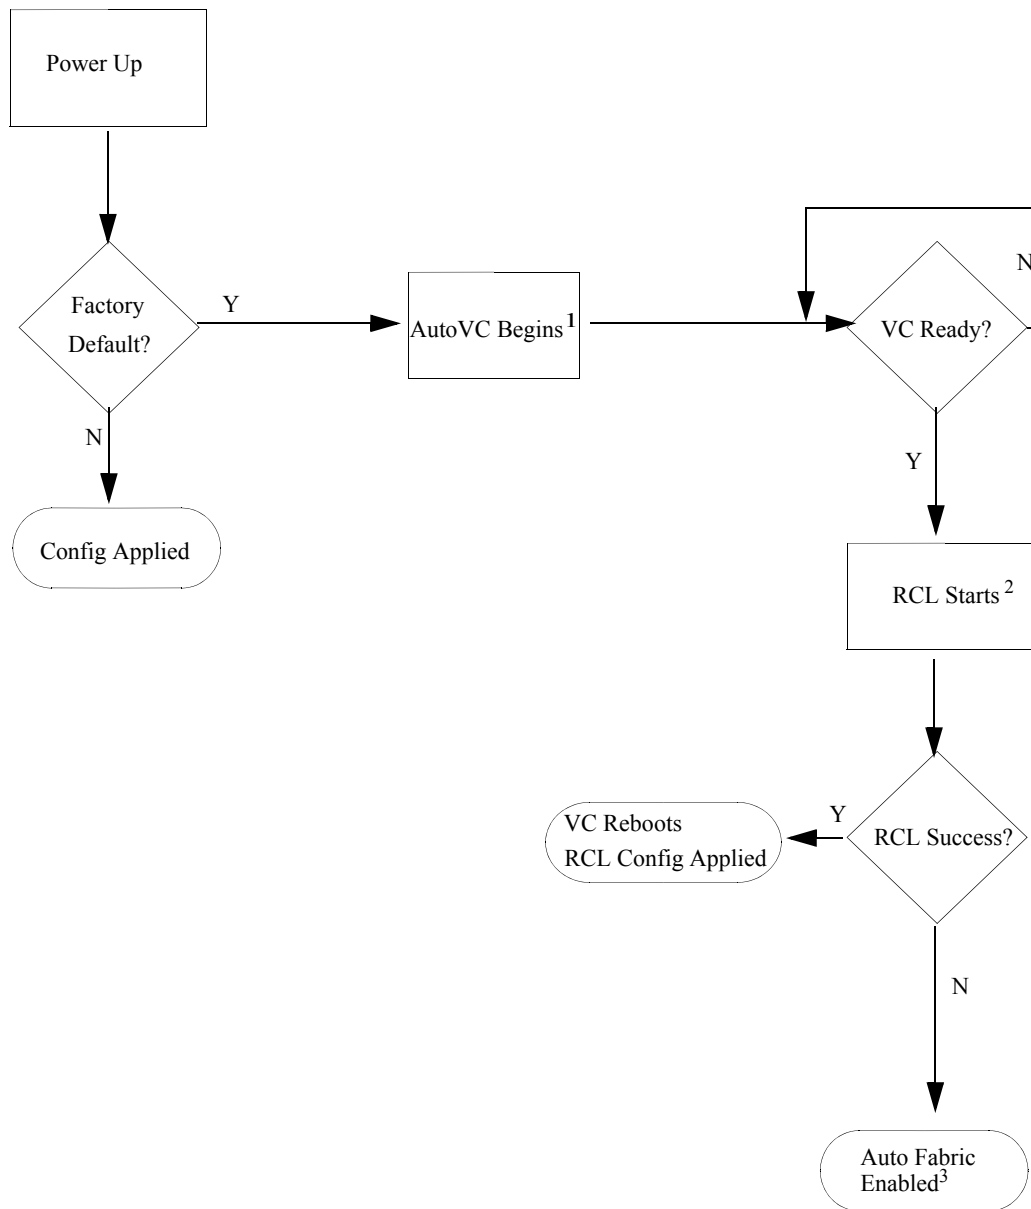 Power Up
Factory
Default?
Y
N
Config Applied
AutoVC Begins1
VC Ready?
N
Y
RCL Starts 2
RCL Success?
Y
VC Reboots
RCL Config Applied
N
Auto Fabric
Enabled3